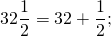 32\frac{1}{2} = 32 + \frac{1}{2};